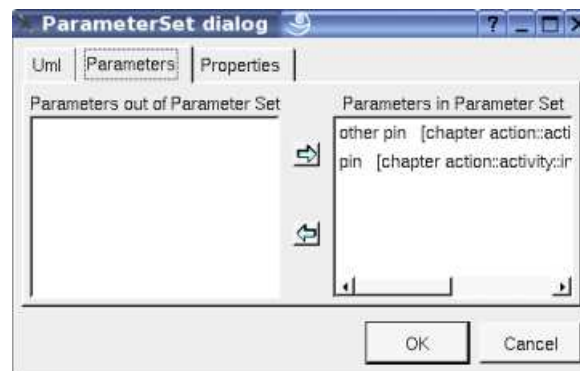 ParameterSet dialog
Uml Parameters Properties
Parameters out of Parameter Set Parameters in Parameter Set
other pin [chapter action::acti
pin [chapter action::activity::ir
OK Cancel